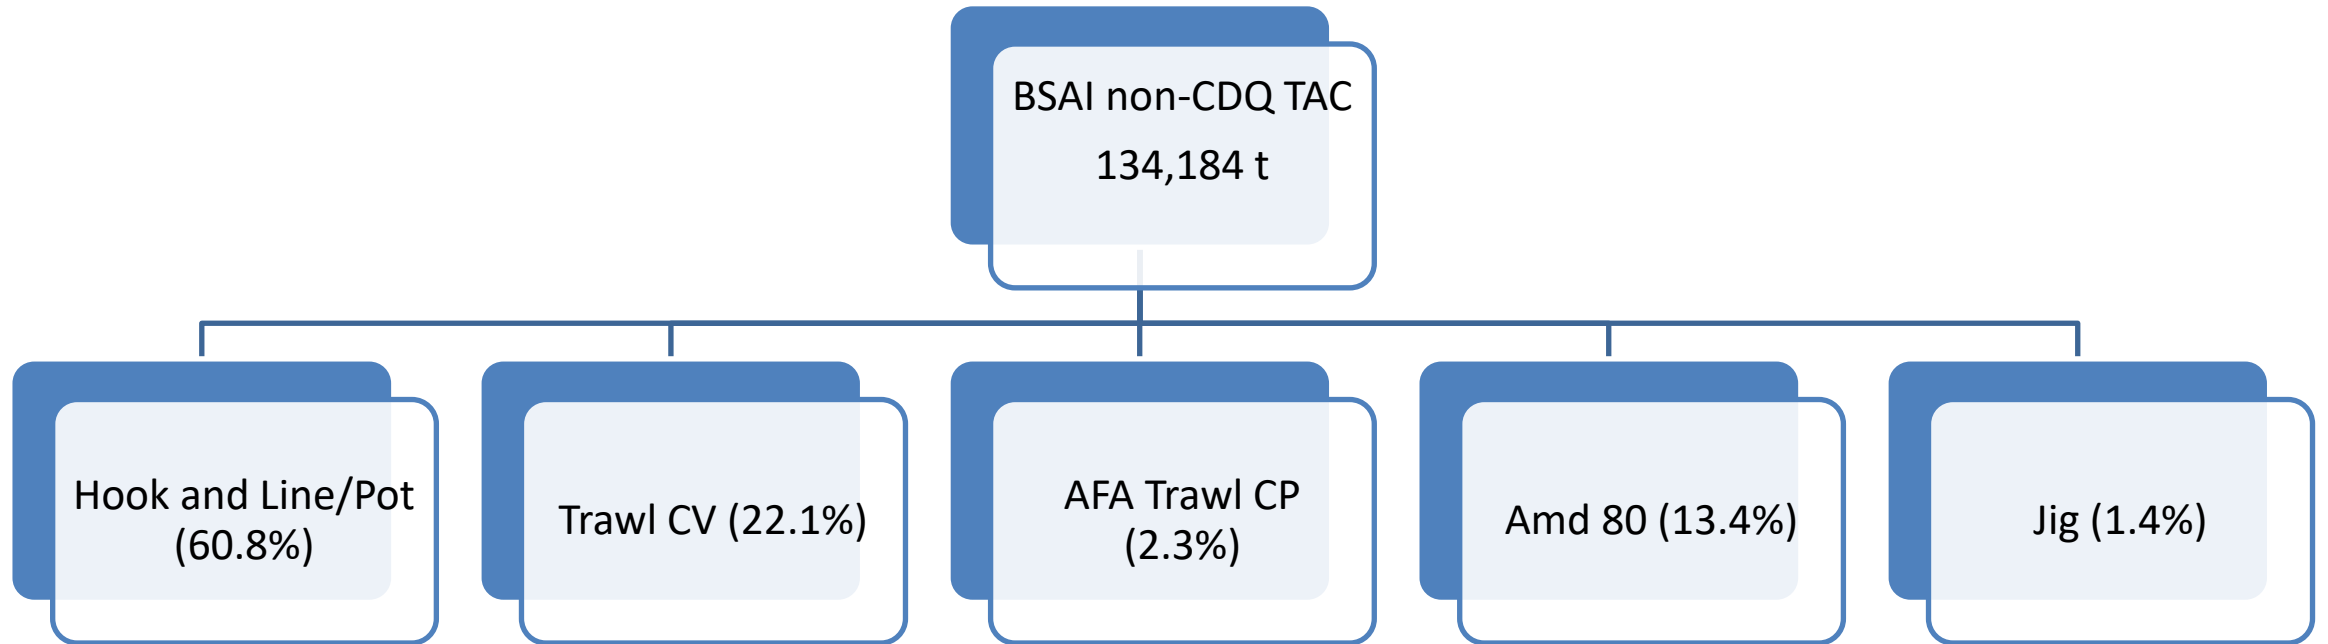 BSAI non-CDQ TAC
134,184 t
Hook and Line/Pot
(60.8%)
Trawl CV (22.1%)
AFA Trawl CP
(2.3%)
Amd 80 (13.4%)
Jig (1.4%)